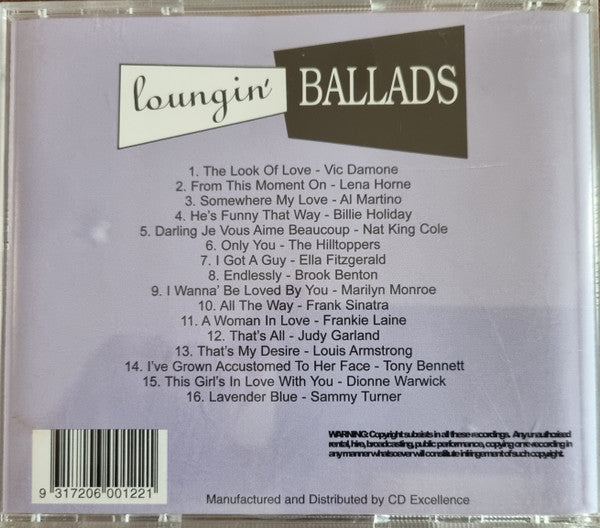 loungin' BALLADS
1. The Look Of Love - Vic Damone
2. From This Moment On - Lena Horne
3. Somewhere My Love - Al Martino
4. He's Funny That Way - Billie Holiday
5. Darling Je Vous Aime Beaucoup - Nat King Cole
6. Only You - The Hilltoppers
7. I Got A Guy - Ella Fitzgerald
8. Endlessly - Brook Benton
9. I Wanna' Be Loved By You - Marilyn Monroe
10. All The Way - Frank Sinatra
11. A Woman In Love - Frankie Laine
12. That's All - Judy Garland
13. That's My Desire - Louis Armstrong
14. I've Grown Accustomed To Her Face - Tony Bennett
15. This Girl's In Love With You - Dionne Warwick
16. Lavender Blue - Sammy Turner
WARNING: Copyright subsists in all these recordings. Any unauthorised
rental, hire, broadcasting, public performance, copying or re recording in
any manner whatsoever will constitute infringement of such copyright.
9 317206 001221
Manufactured and Distributed by CD Excellence